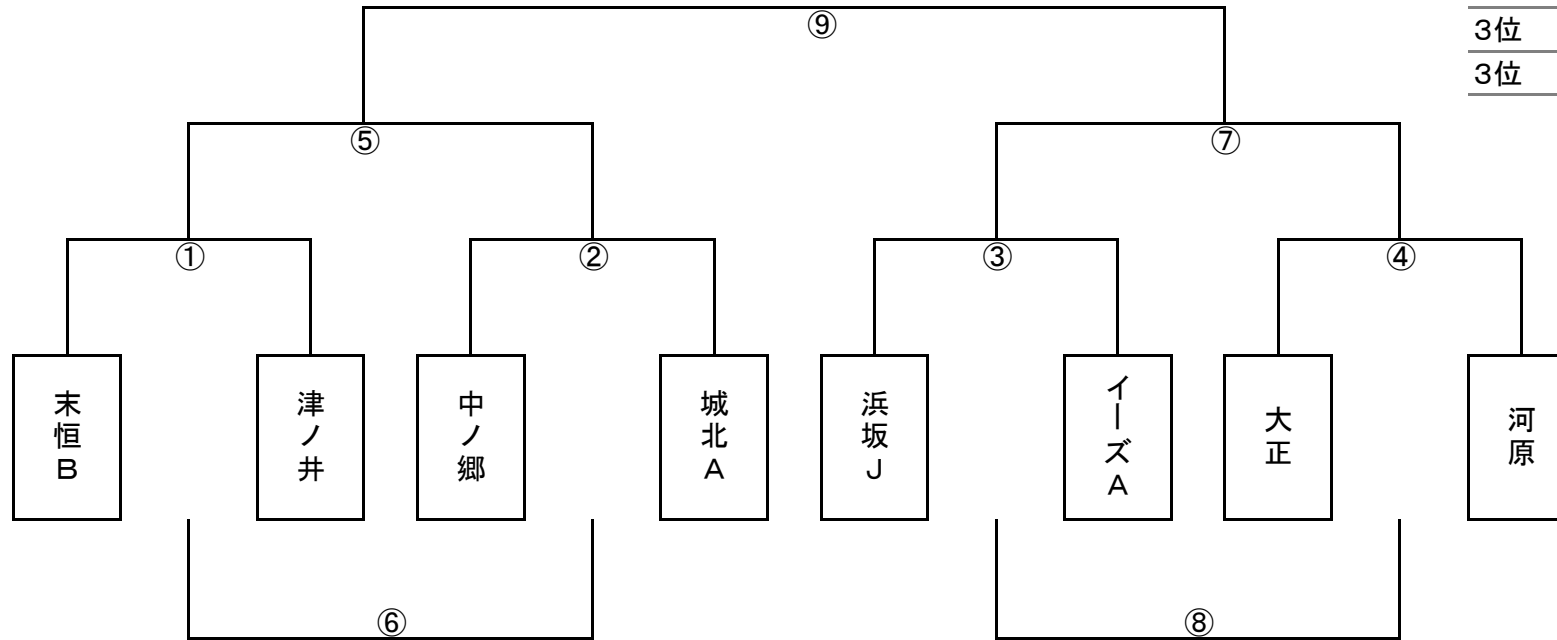 ⑨
3位
3位
⑤
⑦
①
②
③
④
末恒B
津ノ井
中ノ郷
城北A
浜坂J
イーズA
大正
河原
⑥
⑧